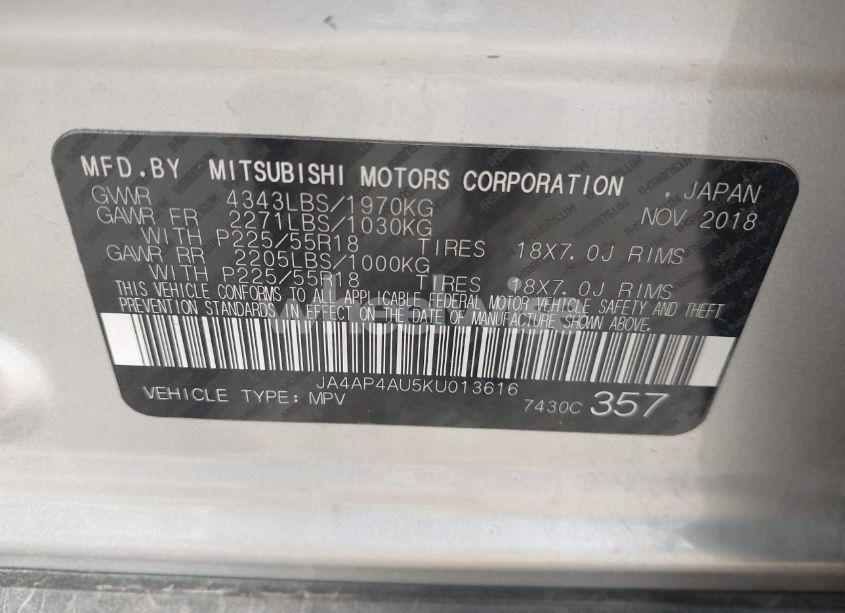 MFD.BY MITSUBISHI MOTORS CORPORATION , JAPAN
GVWR 4343LBS/1970KG NOV 2018
GAWR FR 2271LBS/1030KG
WITH P225/55R18 TIRES 18X7.0J RIMS
GAWR RR 2205LBS/1000KG
WITH P225/55R18 TIRES 18X7.0J RIMS
THIS VEHICLE CONFORMS TO ALL APPLICABLE FEDERAL MOTOR VEHICLE SAFETY AND THEFT
PREVENTION STANDARDS IN EFFECT ON THE DATE OF MANUFACTURE SHOWN ABOVE.
JA4AP4AU5KU013616
VEHICLE TYPE: MPV 7430C 357